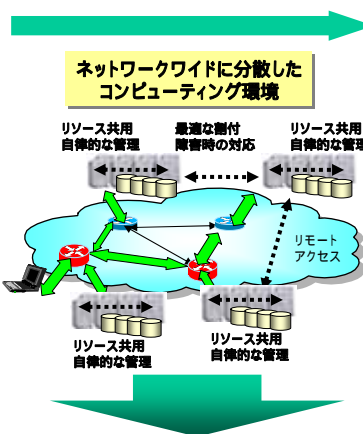 ネットワークワイドに分散した
コンピューティング環境
リソース共用
自律的な管理
最適な割付
障害時の対応
リソース共用
自律的な管理
リモート
アクセス
リソース共用
自律的な管理
リソース共用
自律的な管理